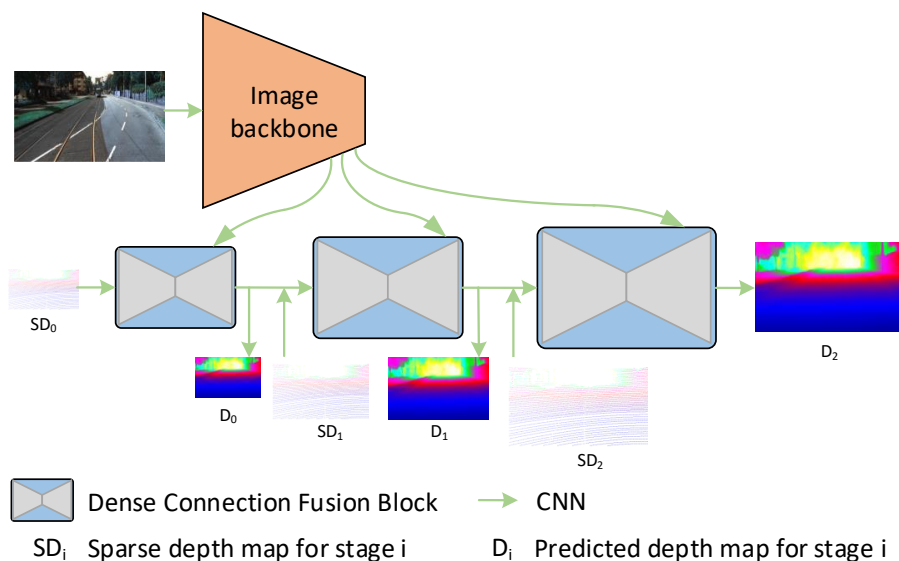 Image
backbone
SD₀
D₀
SD₁
D₁
SD₂
D₂
Dense Connection Fusion Block
CNN
SDᵢ Sparse depth map for stage i
Dᵢ Predicted depth map for stage i